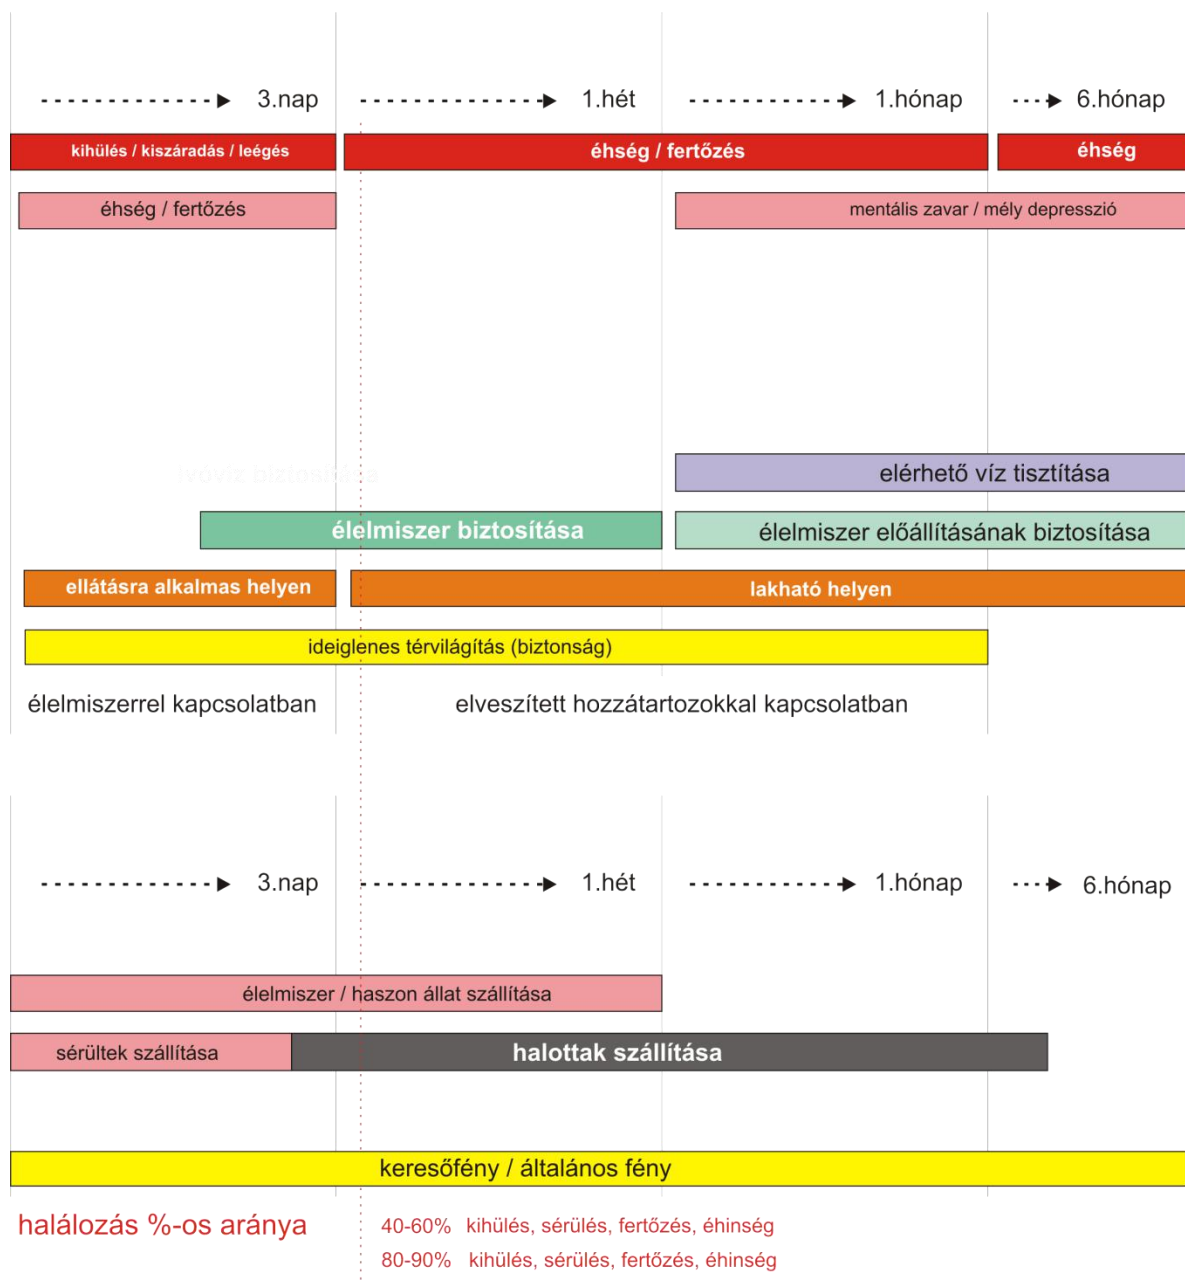 3.nap 1.hét 1.hónap 6.hónap
kihülés / kiszáradás / leégés éhség / fertőzés éhség
éhség / fertőzés mentális zavar / mély depresszió
elérhető víz tisztítása
élelmiszer biztosítása élelmiszer előállításának biztosítása
ellátásra alkalmas helyen lakható helyen
ideiglenes térvilágítás (biztonság)
élelmiszerrel kapcsolatban elveszített hozzátartozokkal kapcsolatban
3.nap 1.hét 1.hónap 6.hónap
élelmiszer / haszon állat szállítása
sérültek szállítása halottak szállítása
keresőfény / általános fény
halálozás %-os aránya 40-60% kihülés, sérülés, fertőzés, éhinség
80-90% kihülés, sérülés, fertőzés, éhinség